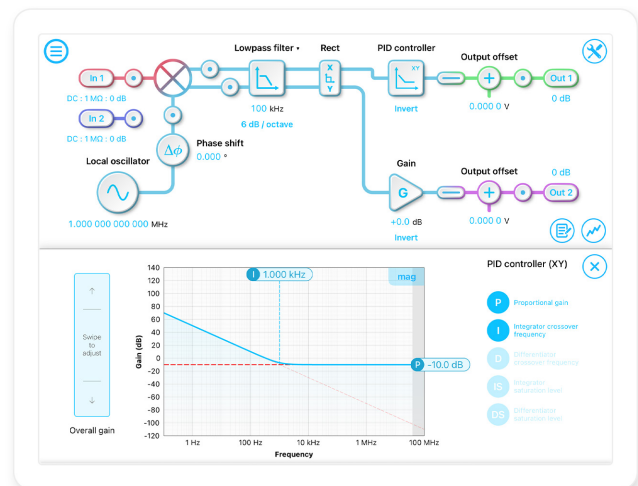 Lowpass filter ▾
Rect
PID controller
Output offset
In 1
X
Y
XY
Out 1
DC : 1 MΩ : 0 dB
100 kHz
Invert
0.000 0 V
0 dB
In 2
6 dB / octave
DC : 1 MΩ : 0 dB
Phase shift
Δϕ
0.000 °
Local oscillator
Gain
Output offset
0 dB
G
Out 2
1.000 000 000 000 MHz
+0.0 dB
0.000 0 V
Invert
PID controller (XY)
↑
Swipe
to
adjust
↓
Overall gain
Gain (dB)
140
120
100
80
60
40
20
0
-20
-40
-60
-80
-100
-120
I 1.000 kHz
mag
P -10.0 dB
1 Hz
100 Hz
10 kHz
1 MHz
100 MHz
Frequency
P Proportional gain
I Integrator crossover
frequency
D Differentiator
crossover frequency
IS Integrator
saturation level
DS Differentiator
saturation level